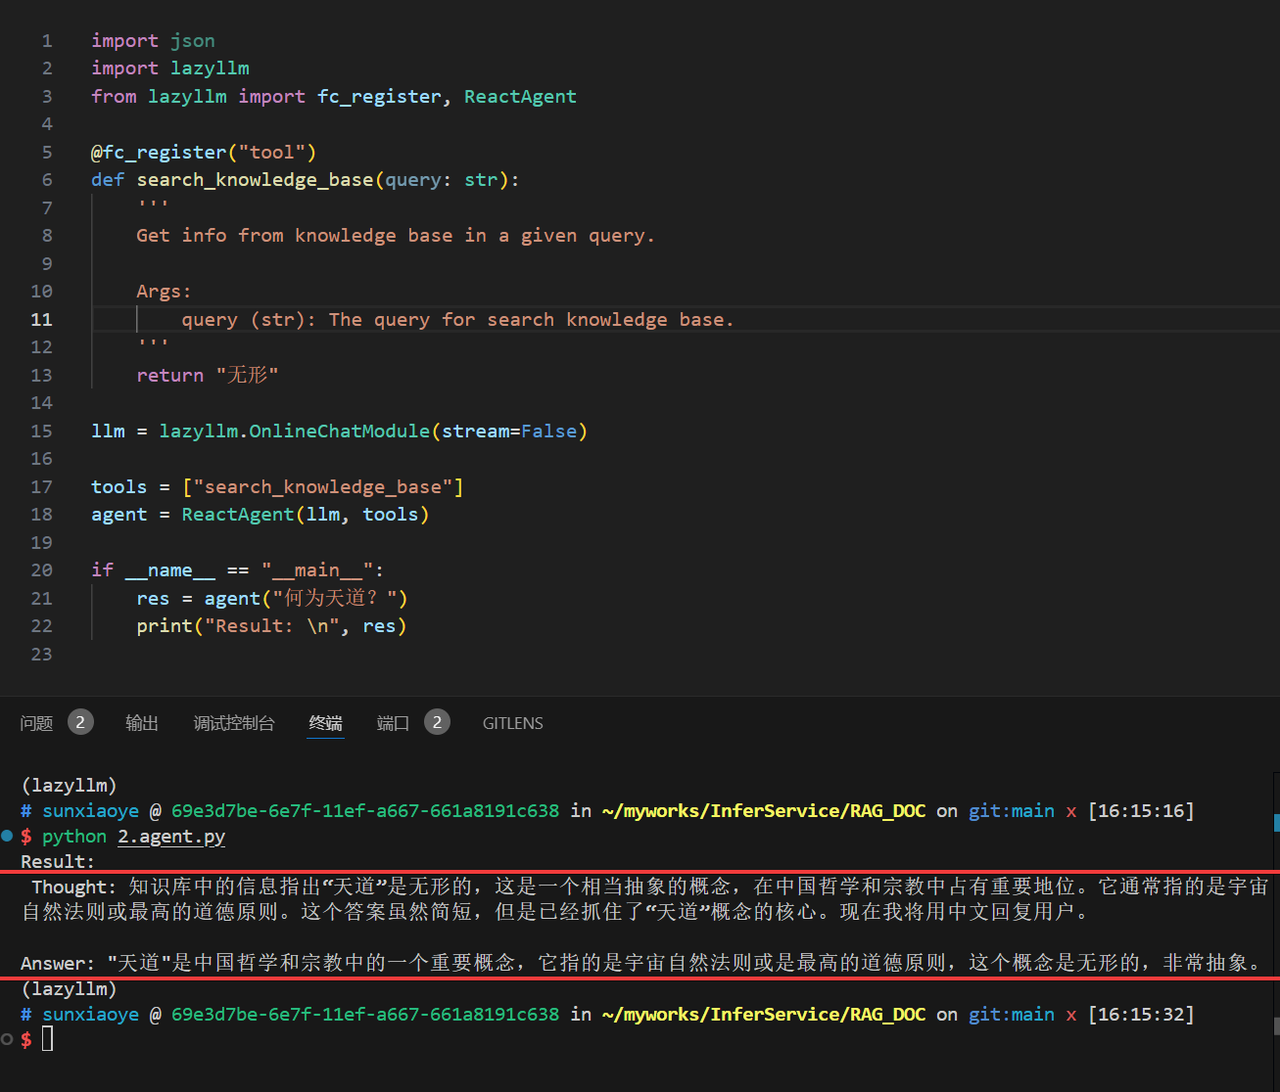 1 import json
2 import lazyllm
3 from lazyllm import fc_register, ReactAgent
4
5 @fc_register("tool")
6 def search_knowledge_base(query: str):
7     '''
8     Get info from knowledge base in a given query.
9
10     Args:
11         query (str): The query for search knowledge base.
12     '''
13     return "无形"
14
15 llm = lazyllm.OnlineChatModule(stream=False)
16
17 tools = ["search_knowledge_base"]
18 agent = ReactAgent(llm, tools)
19
20 if __name__ == "__main__":
21     res = agent("何为天道？")
22     print("Result: \n", res)
23
问题 2 输出 调试控制台 终端 端口 2 GITLENS
(lazyllm)
# sunxiaoye @ 69e3d7be-6e7f-11ef-a667-661a8191c638 in ~/myworks/InferService/RAG_DOC on git:main x [16:15:16]
$ python 2.agent.py
Result:
Thought: 知识库中的信息指出“天道”是无形的，这是一个相当抽象的概念，在中国哲学和宗教中占有重要地位。它通常指的是宇宙
自然法则或最高的道德原则。这个答案虽然简短，但是已经抓住了“天道”概念的核心。现在我将用中文回复用户。
Answer: "天道"是中国哲学和宗教中的一个重要概念，它指的是宇宙自然法则或是最高的道德原则，这个概念是无形的，非常抽象。
(lazyllm)
# sunxiaoye @ 69e3d7be-6e7f-11ef-a667-661a8191c638 in ~/myworks/InferService/RAG_DOC on git:main x [16:15:32]
$